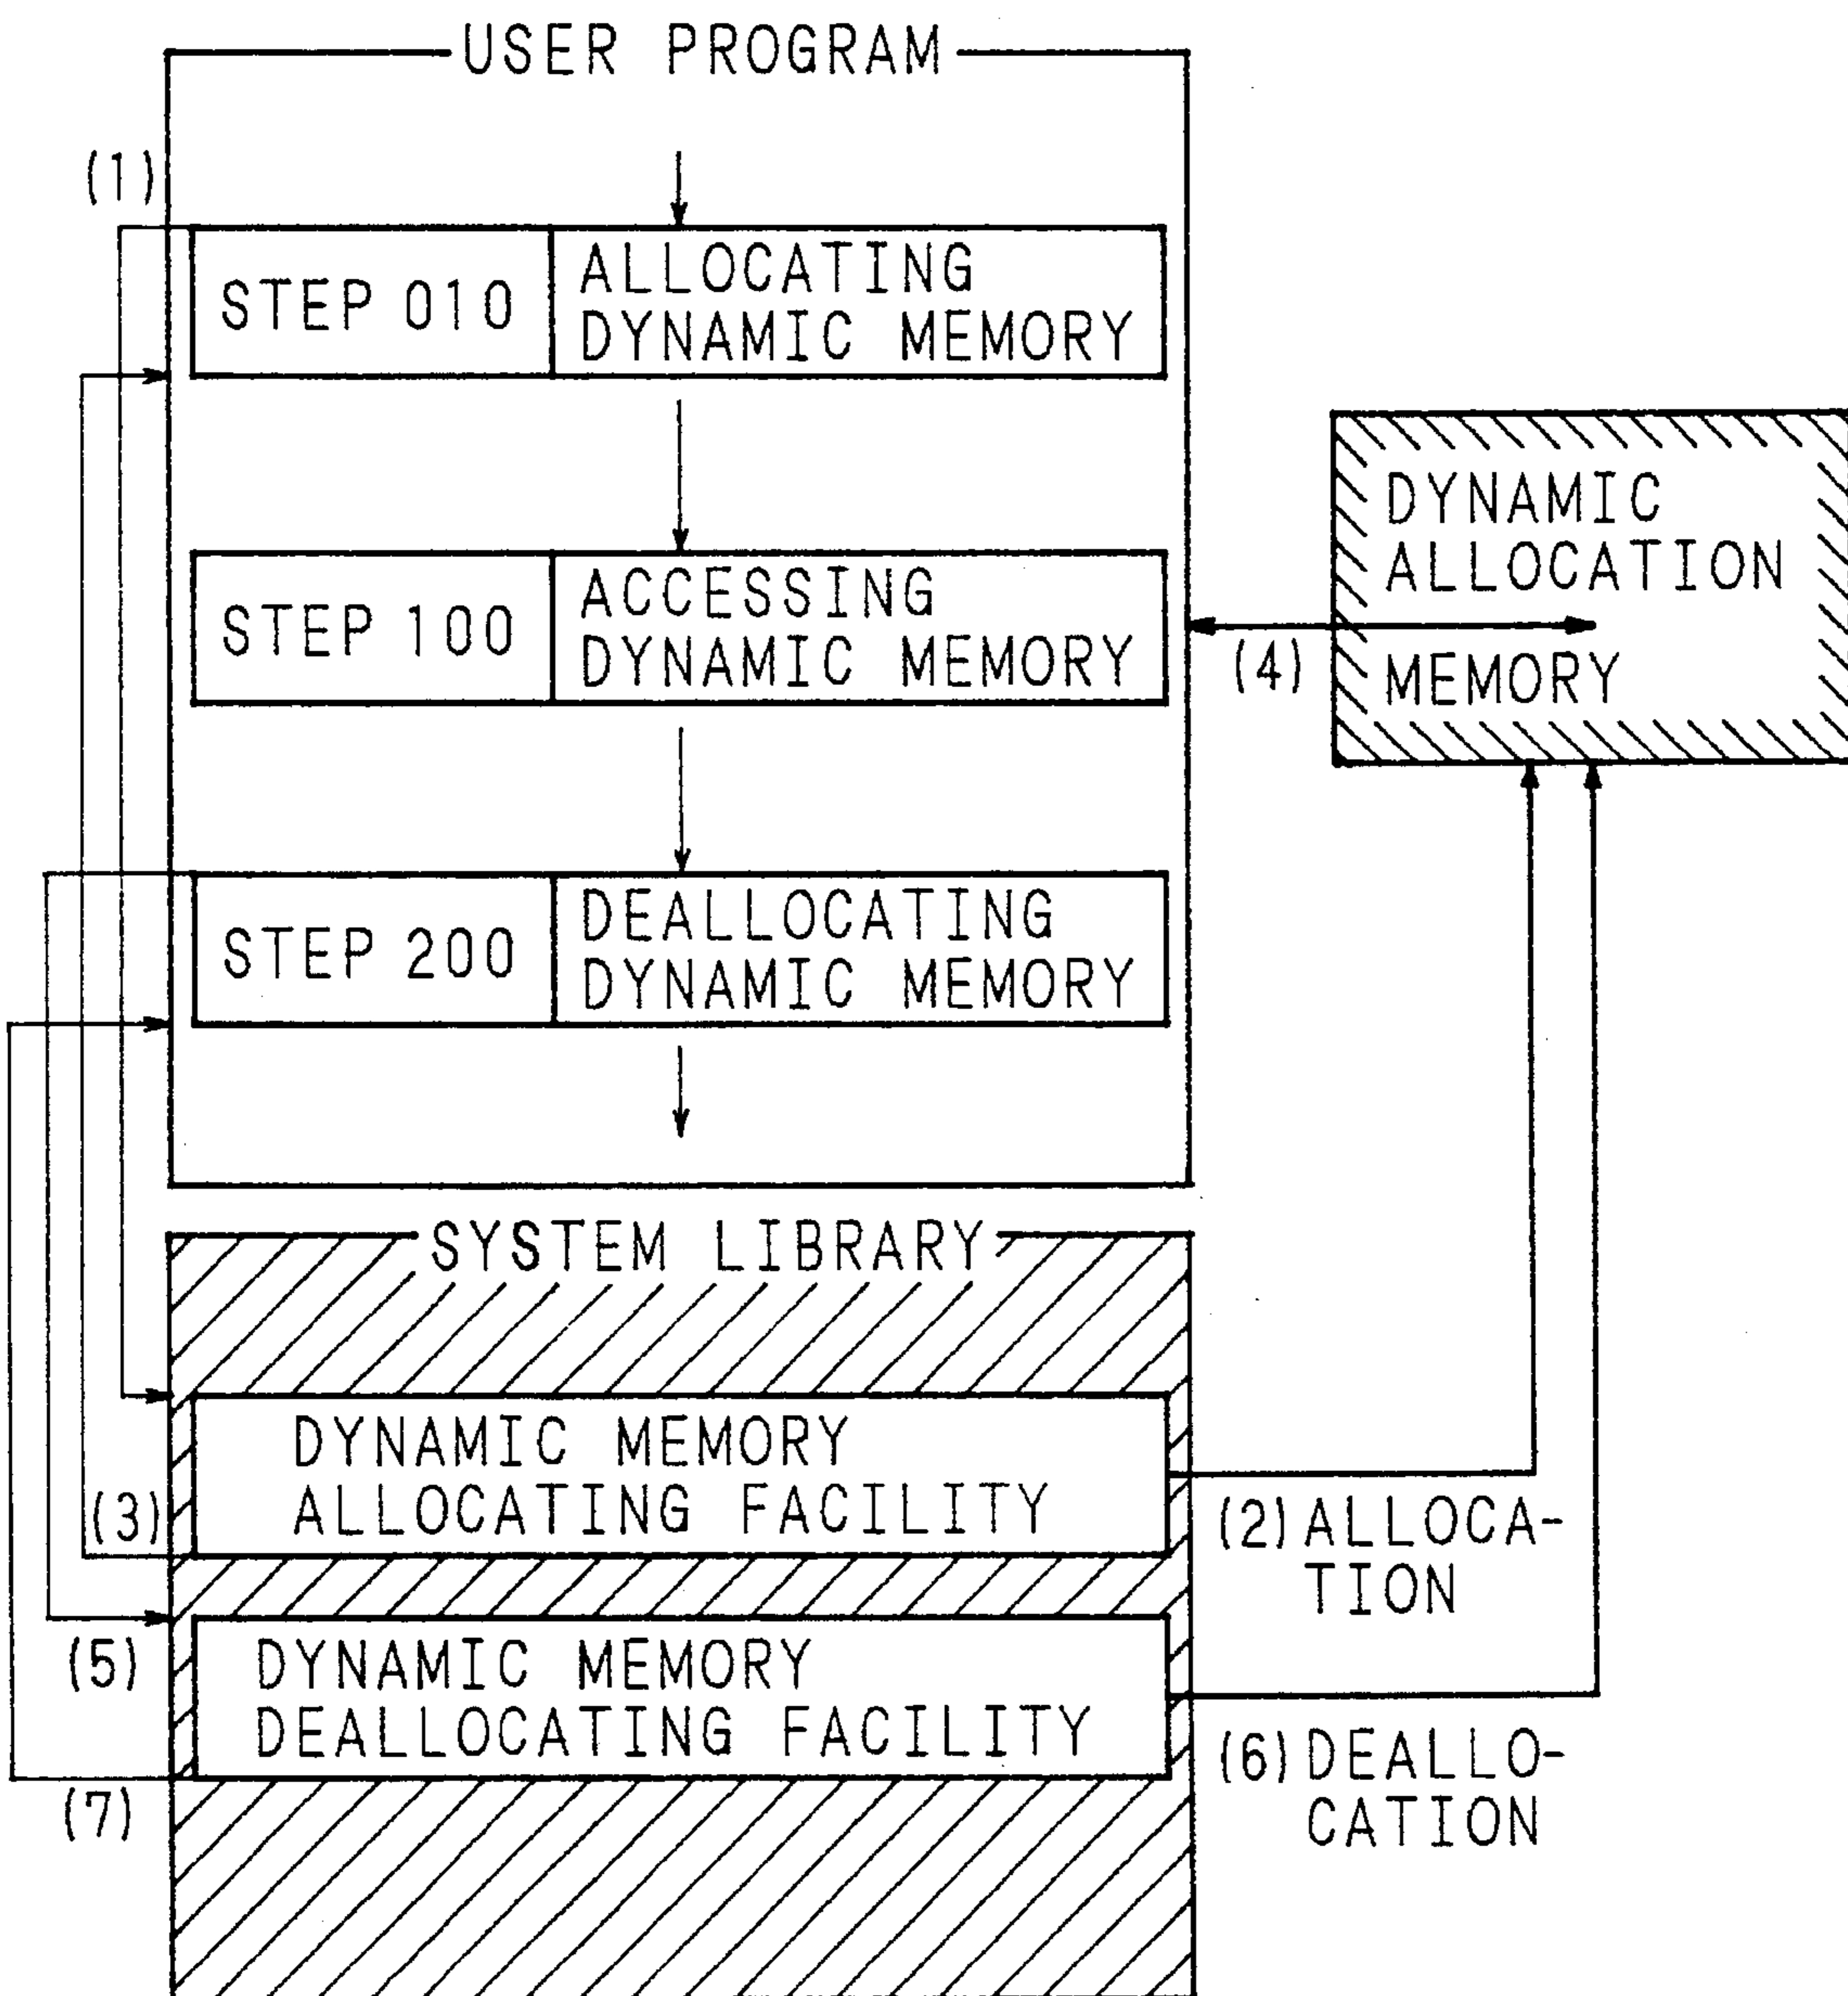 USER PROGRAM
(1)
STEP 010
ALLOCATING
DYNAMIC MEMORY
STEP 100
ACCESSING
DYNAMIC MEMORY
(4)
DYNAMIC
ALLOCATION
MEMORY
STEP 200
DEALLOCATING
DYNAMIC MEMORY
SYSTEM LIBRARY
DYNAMIC MEMORY
ALLOCATING FACILITY
(3)
(2) ALLOCA-
TION
(5)
DYNAMIC MEMORY
DEALLOCATING FACILITY
(6) DEALLO-
CATION
(7)